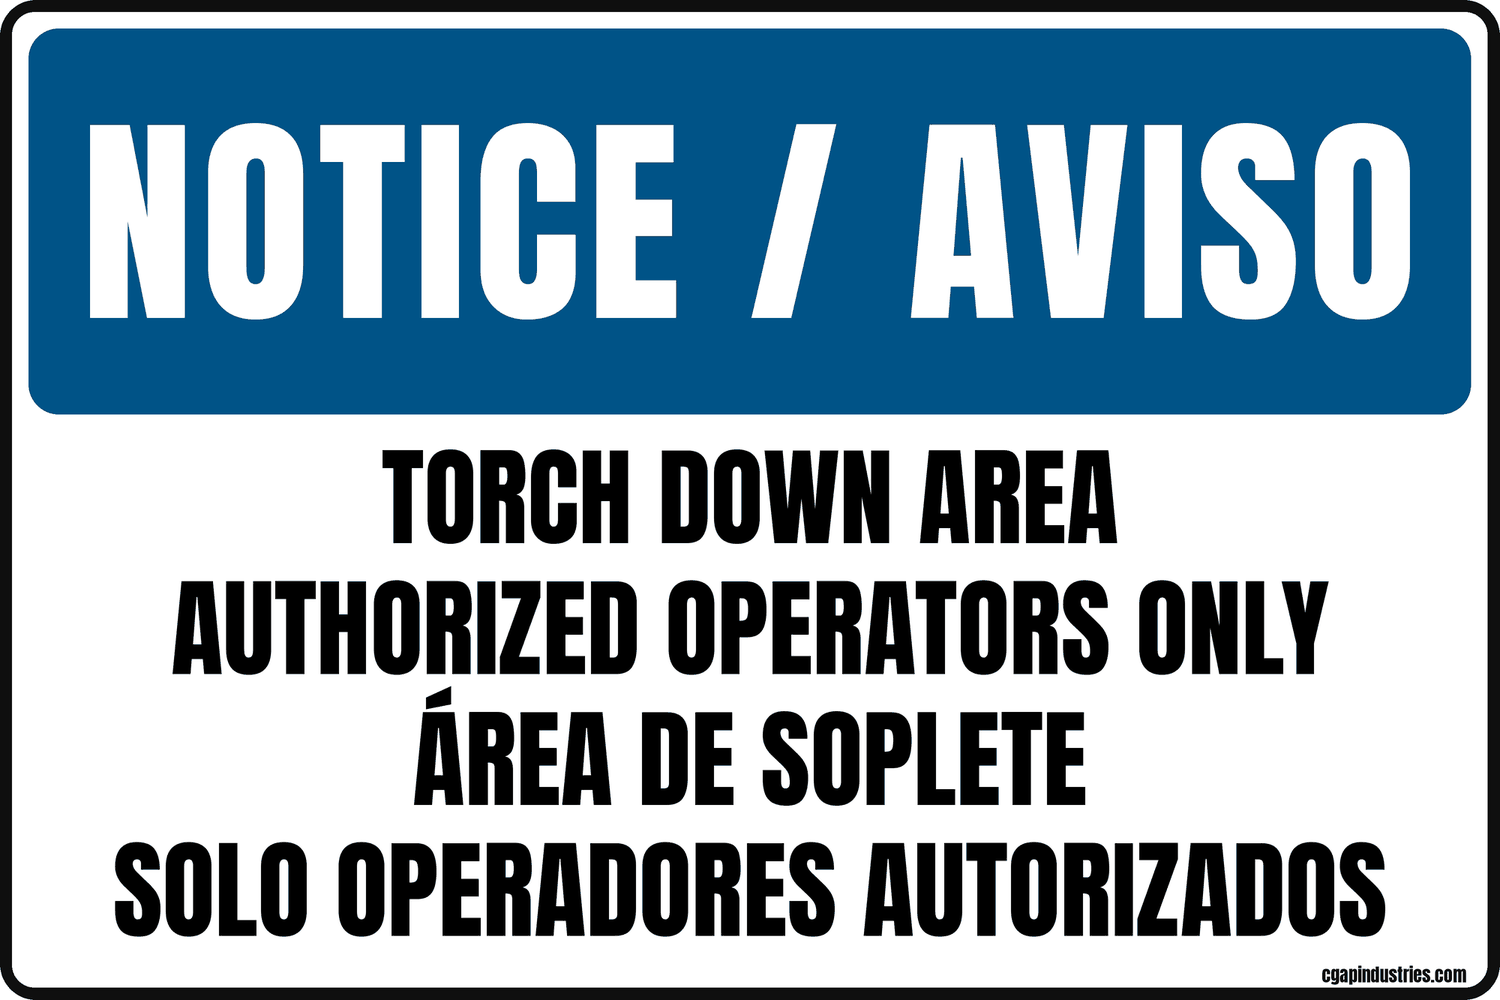 NOTICE / AVISO
TORCH DOWN AREA
AUTHORIZED OPERATORS ONLY
ÁREA DE SOPLETE
SOLO OPERADORES AUTORIZADOS
cgapindustries.com